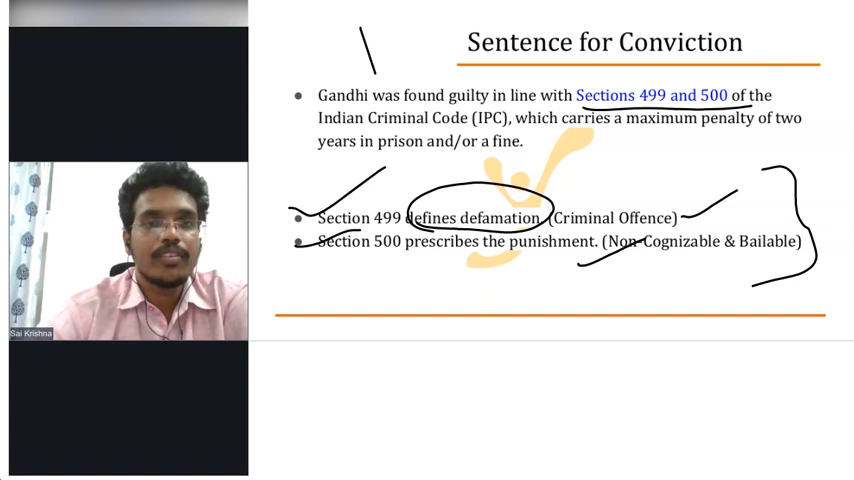 Sentence for Conviction
● Gandhi was found guilty in line with Sections 499 and 500 of the
Indian Criminal Code (IPC), which carries a maximum penalty of two
years in prison and/or a fine.
● Section 499 defines defamation. (Criminal Offence)
● Section 500 prescribes the punishment. (Non-Cognizable & Bailable)
Sai Krishna